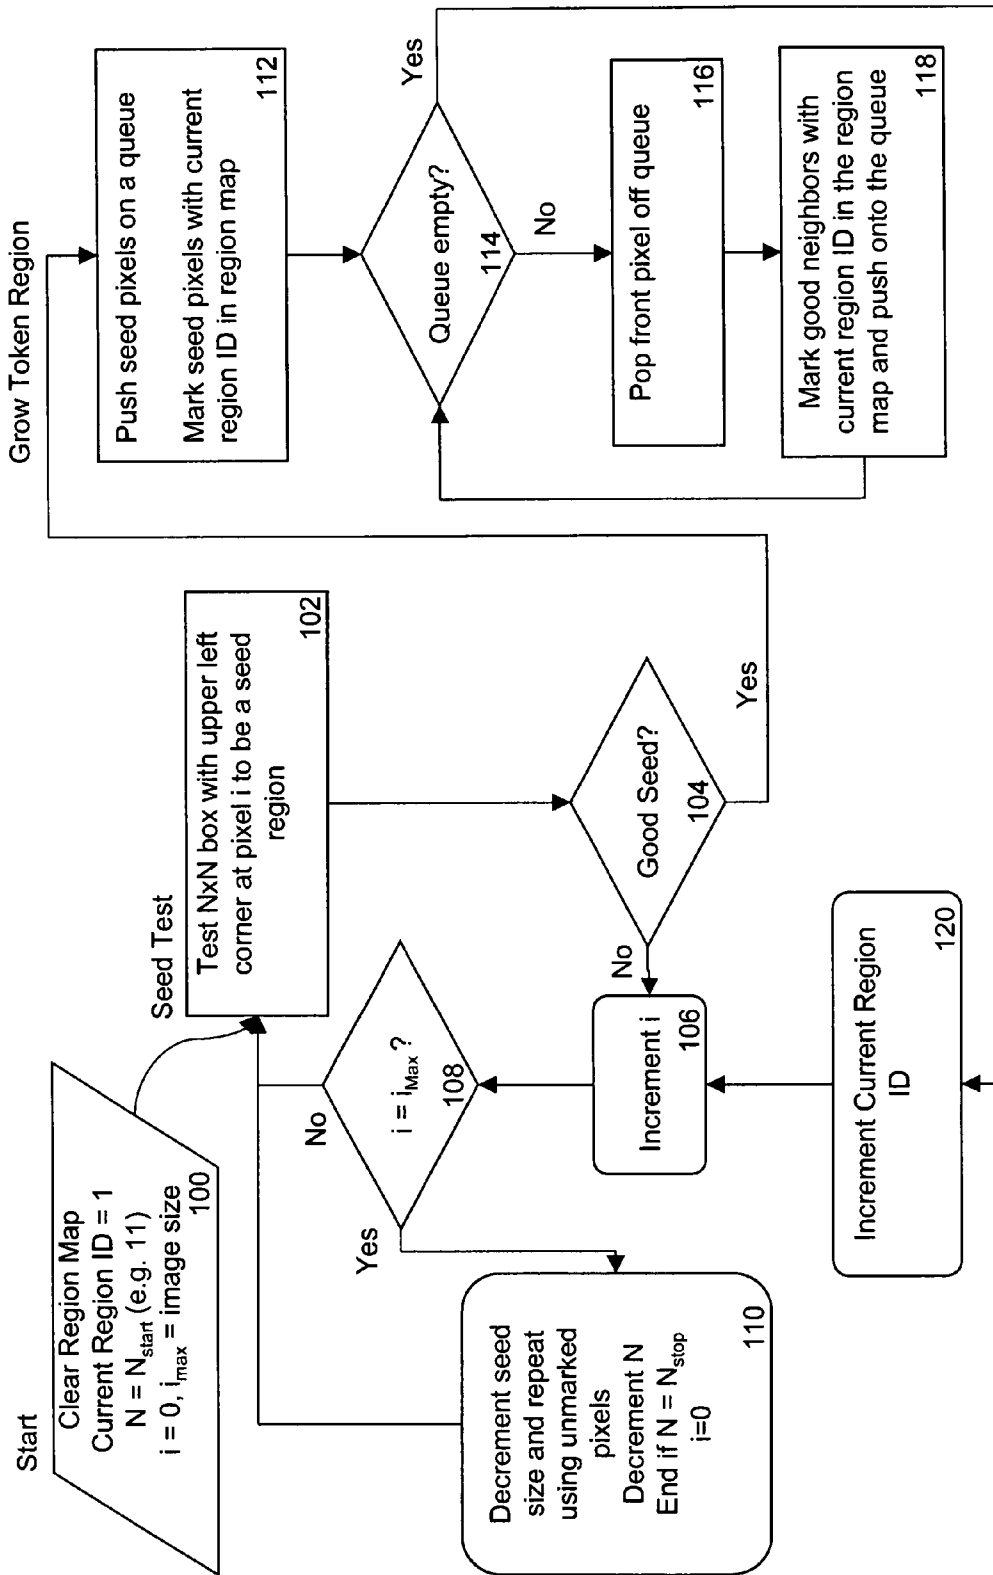 Start
Clear Region Map
Current Region ID = 1
N = Nstart (e.g. 11)
i = 0, imax = image size
100
Seed Test
Test NxN box with upper left
corner at pixel i to be a seed
region
102
Good Seed?
104
No
Yes
Increment i
106
i = iMax ?
108
No
Yes
Decrement seed
size and repeat
using unmarked
pixels
Decrement N
End if N = Nstop
i=0
110
Grow Token Region
Push seed pixels on a queue
Mark seed pixels with current
region ID in region map
112
Queue empty?
114
Yes
No
Pop front pixel off queue
116
Mark good neighbors with
current region ID in the region
map and push onto the queue
118
Increment Current Region
ID
120